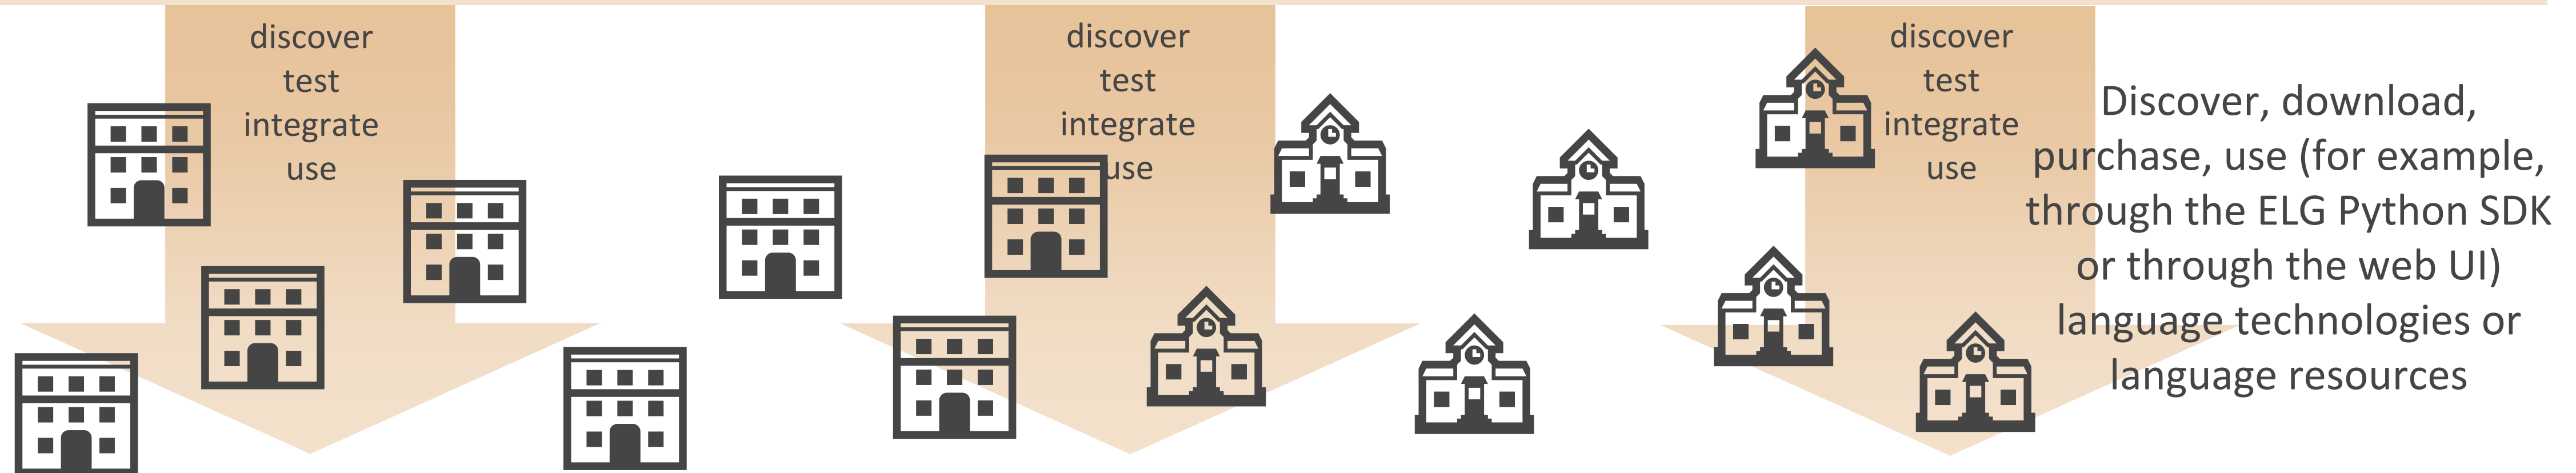 discover
test
integrate
use
discover
test
integrate
use
discover
test
integrate
use
Discover, download,
purchase, use (for example,
through the ELG Python SDK
or through the web UI)
language technologies or
language resources